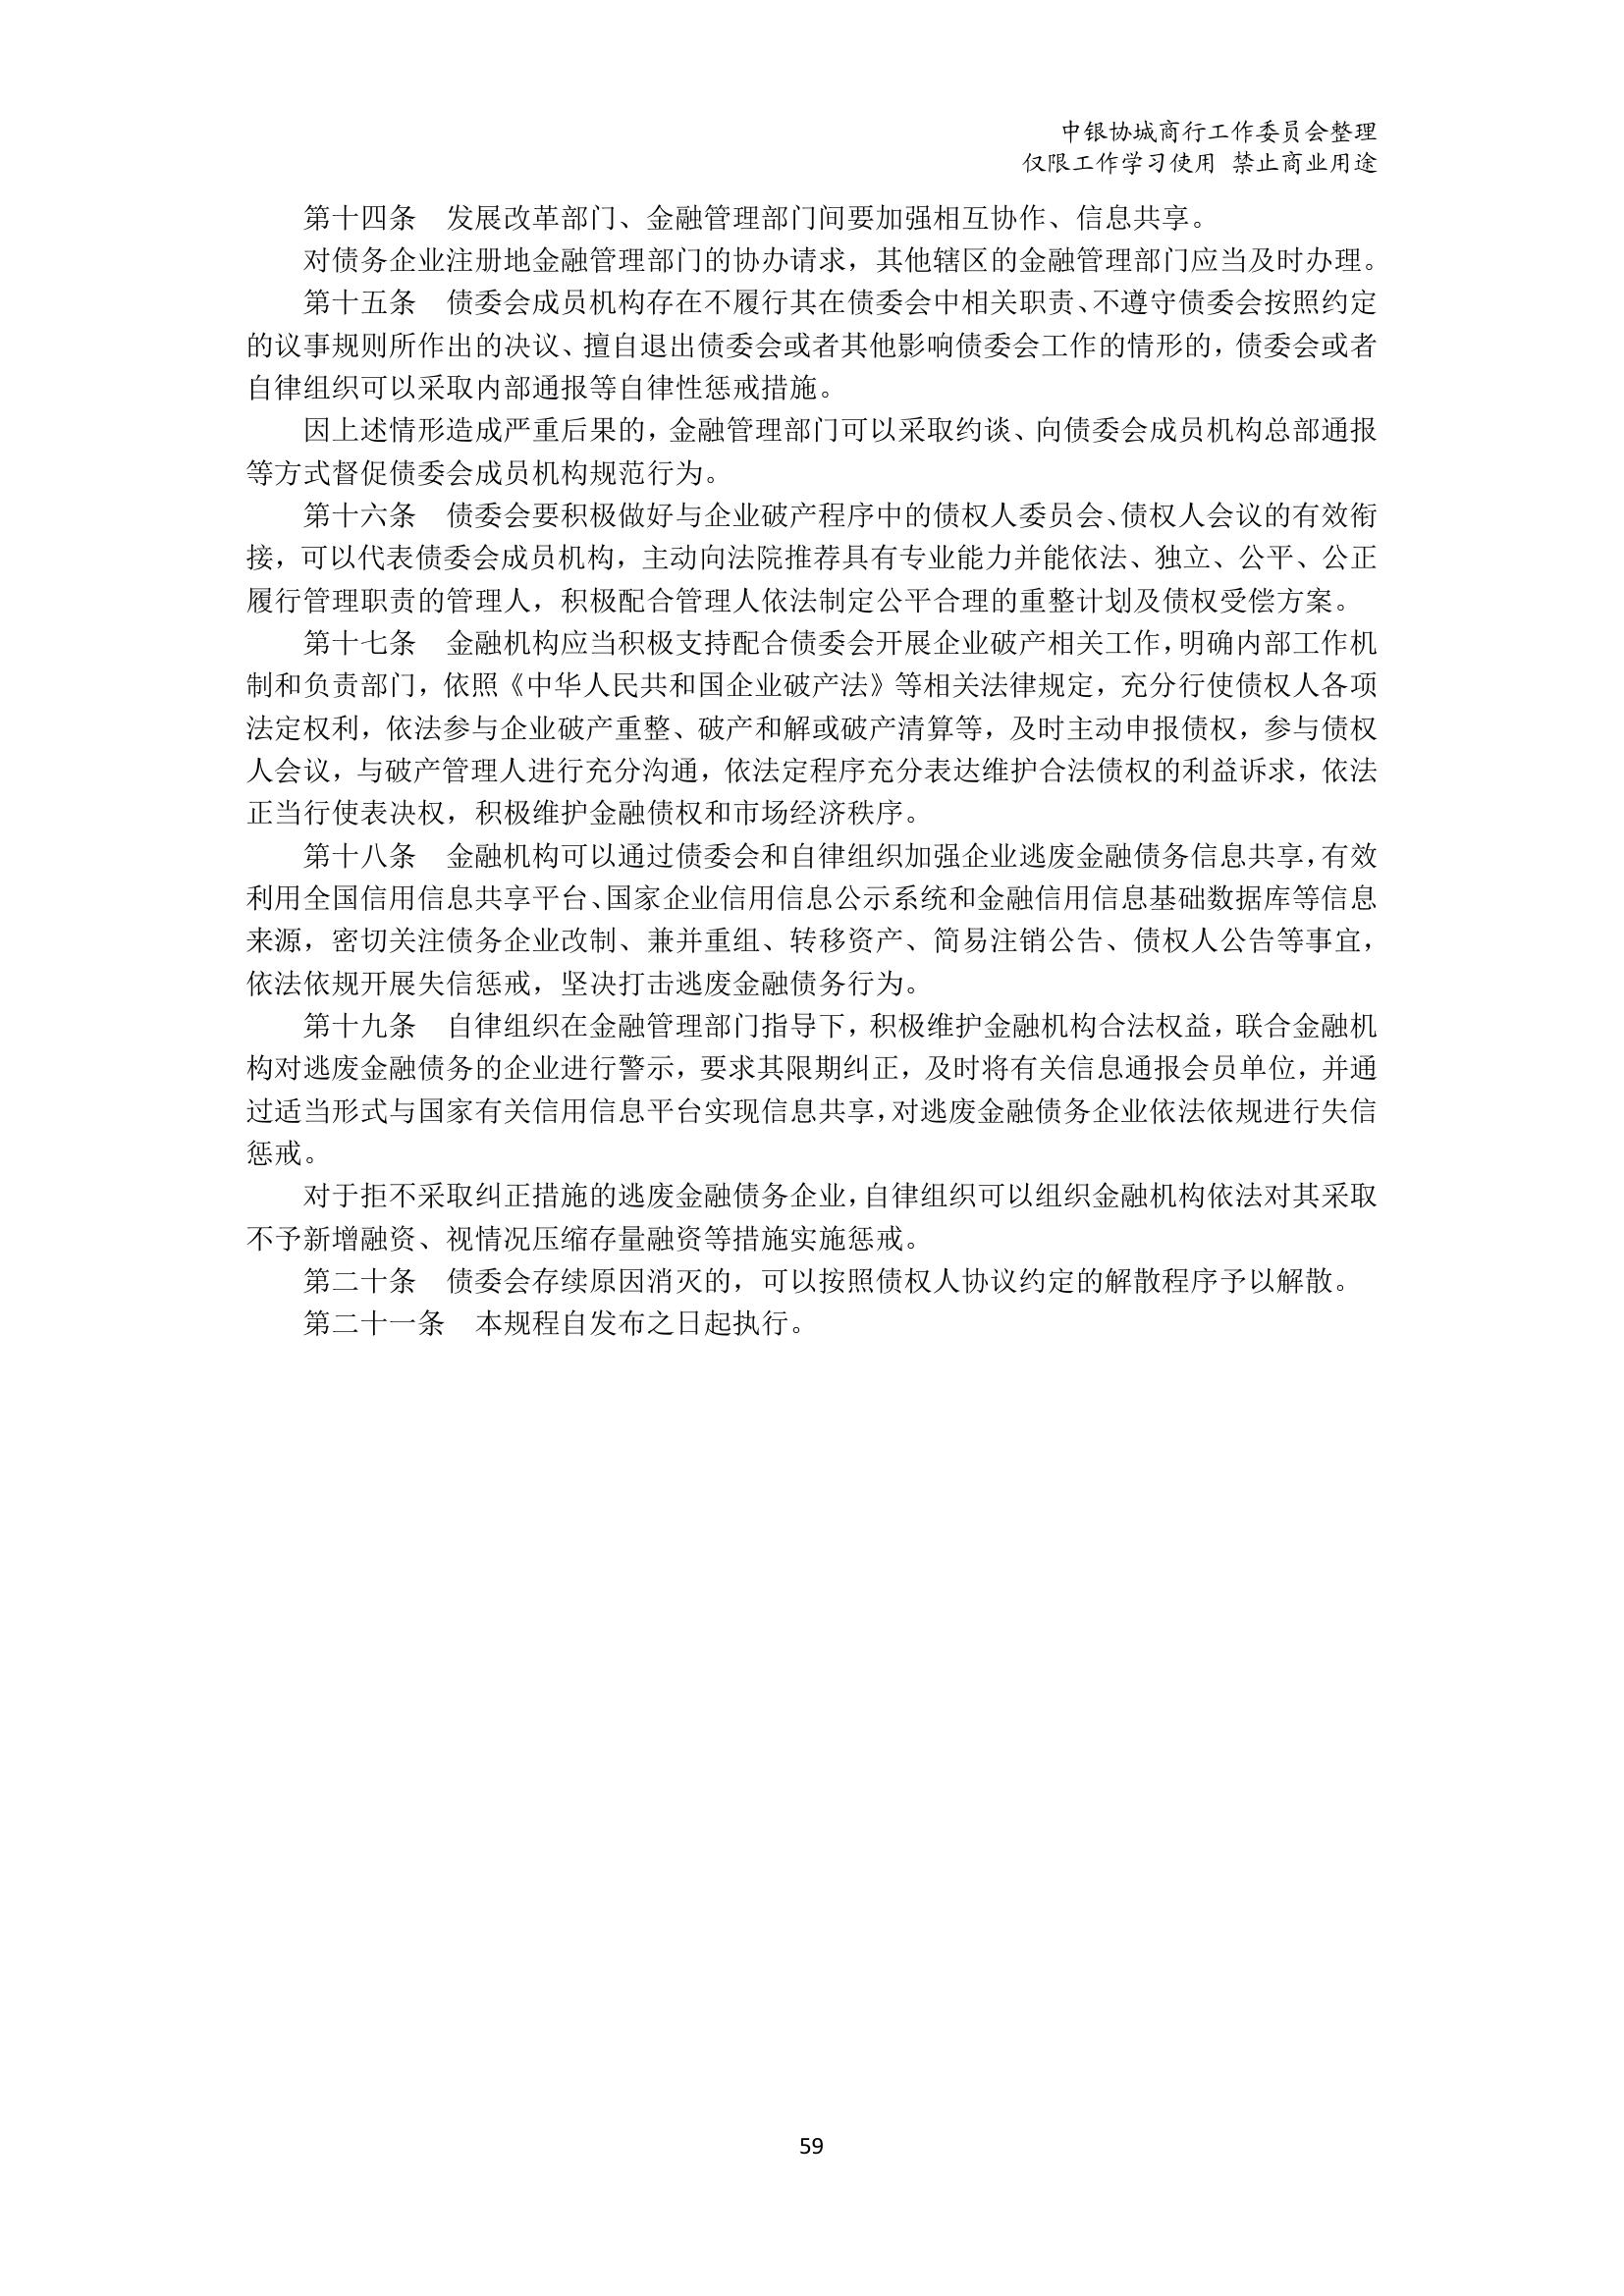 中银协城商行工作委员会整理
仅限工作学习使用 禁止商业用途
第十四条 发展改革部门、金融管理部门间要加强相互协作、信息共享。
对债务企业注册地金融管理部门的协办请求，其他辖区的金融管理部门应当及时办理。
第十五条 债委会成员机构存在不履行其在债委会中相关职责、不遵守债委会按照约定
的议事规则所作出的决议、擅自退出债委会或者其他影响债委会工作的情形的，债委会或者
自律组织可以采取内部通报等自律性惩戒措施。
因上述情形造成严重后果的，金融管理部门可以采取约谈、向债委会成员机构总部通报
等方式督促债委会成员机构规范行为。
第十六条 债委会要积极做好与企业破产程序中的债权人委员会、债权人会议的有效衔
接，可以代表债委会成员机构，主动向法院推荐具有专业能力并能依法、独立、公平、公正
履行管理职责的管理人，积极配合管理人依法制定公平合理的重整计划及债权受偿方案。
第十七条 金融机构应当积极支持配合债委会开展企业破产相关工作，明确内部工作机
制和负责部门，依照《中华人民共和国企业破产法》等相关法律规定，充分行使债权人各项
法定权利，依法参与企业破产重整、破产和解或破产清算等，及时主动申报债权，参与债权
人会议，与破产管理人进行充分沟通，依法定程序充分表达维护合法债权的利益诉求，依法
正当行使表决权，积极维护金融债权和市场经济秩序。
第十八条 金融机构可以通过债委会和自律组织加强企业逃废金融债务信息共享，有效
利用全国信用信息共享平台、国家企业信用信息公示系统和金融信用信息基础数据库等信息
来源，密切关注债务企业改制、兼并重组、转移资产、简易注销公告、债权人公告等事宜，
依法依规开展失信惩戒，坚决打击逃废金融债务行为。
第十九条 自律组织在金融管理部门指导下，积极维护金融机构合法权益，联合金融机
构对逃废金融债务的企业进行警示，要求其限期纠正，及时将有关信息通报会员单位，并通
过适当形式与国家有关信用信息平台实现信息共享，对逃废金融债务企业依法依规进行失信
惩戒。
对于拒不采取纠正措施的逃废金融债务企业，自律组织可以组织金融机构依法对其采取
不予新增融资、视情况压缩存量融资等措施实施惩戒。
第二十条 债委会存续原因消灭的，可以按照债权人协议约定的解散程序予以解散。
第二十一条 本规程自发布之日起执行。
59